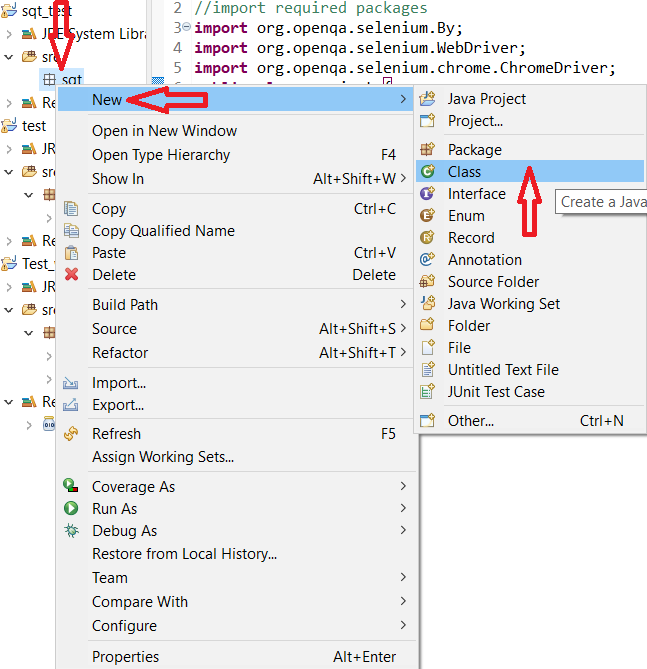 sqt_test
JRE System Libra
src
sqt
Re
test
JR
src
Re
Test_
JR
src
Re
2 //import required packages
3 import org.openqa.selenium.By;
4 import org.openqa.selenium.WebDriver;
5 import org.openqa.selenium.chrome.ChromeDriver;
New
Open in New Window
Open Type Hierarchy F4
Show In Alt+Shift+W
Copy Ctrl+C
Copy Qualified Name
Paste Ctrl+V
Delete Delete
Build Path
Source Alt+Shift+S
Refactor Alt+Shift+T
Import...
Export...
Refresh F5
Assign Working Sets...
Coverage As
Run As
Debug As
Restore from Local History...
Team
Compare With
Configure
Properties Alt+Enter
Java Project
Project...
Package
Class
Interface
Enum
Record
Annotation
Source Folder
Java Working Set
Folder
File
Untitled Text File
JUnit Test Case
Other... Ctrl+N
Create a Java